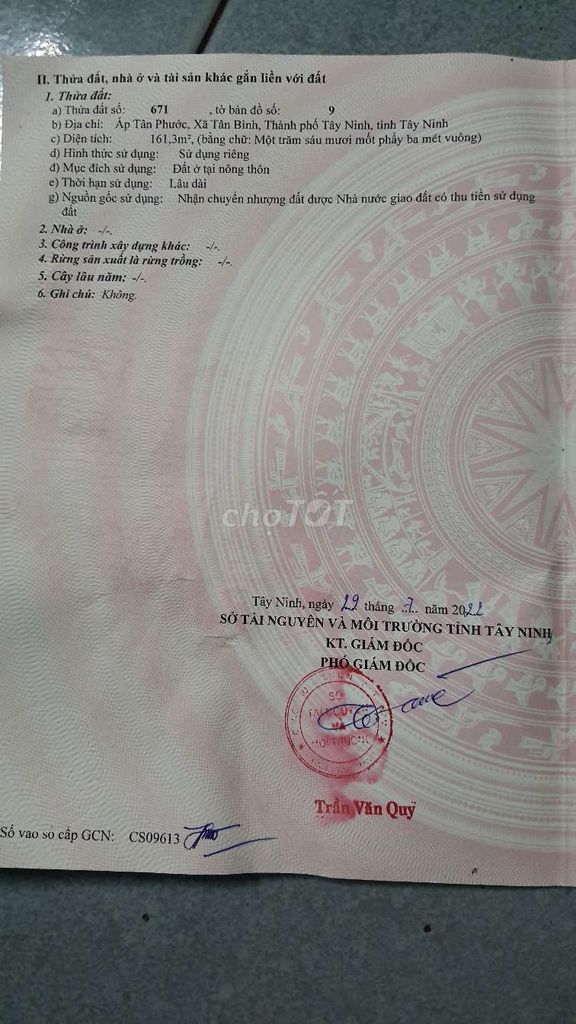 II. Thửa đất, nhà ở và tài sản khác gắn liền với đất
1. Thửa đất:
a) Thửa đất số: 671 , tờ bản đồ số: 9
b) Địa chỉ: Ấp Tân Phước, Xã Tân Bình, Thành phố Tây Ninh, tỉnh Tây Ninh
c) Diện tích: 161,3m², (bằng chữ: Một trăm sáu mươi mốt phẩy ba mét vuông)
d) Hình thức sử dụng: Sử dụng riêng
đ) Mục đích sử dụng: Đất ở tại nông thôn
e) Thời hạn sử dụng: Lâu dài
g) Nguồn gốc sử dụng: Nhận chuyển nhượng đất được Nhà nước giao đất có thu tiền sử dụng
đất
2. Nhà ở: -/-.
3. Công trình xây dựng khác: -/-.
4. Rừng sản xuất là rừng trồng: -/-.
5. Cây lâu năm: -/-.
6. Ghi chú: Không.
chợTỐT
Tây Ninh, ngày 29 tháng 7 năm 2022
SỞ TÀI NGUYÊN VÀ MÔI TRƯỜNG TỈNH TÂY NINH
KT. GIÁM ĐỐC
PHÓ GIÁM ĐỐC
SỞ
TÀI NGUYÊN
VÀ
MÔI TRƯỜNG
Trần Văn Quý
Số vào sổ cấp GCN: CS09613